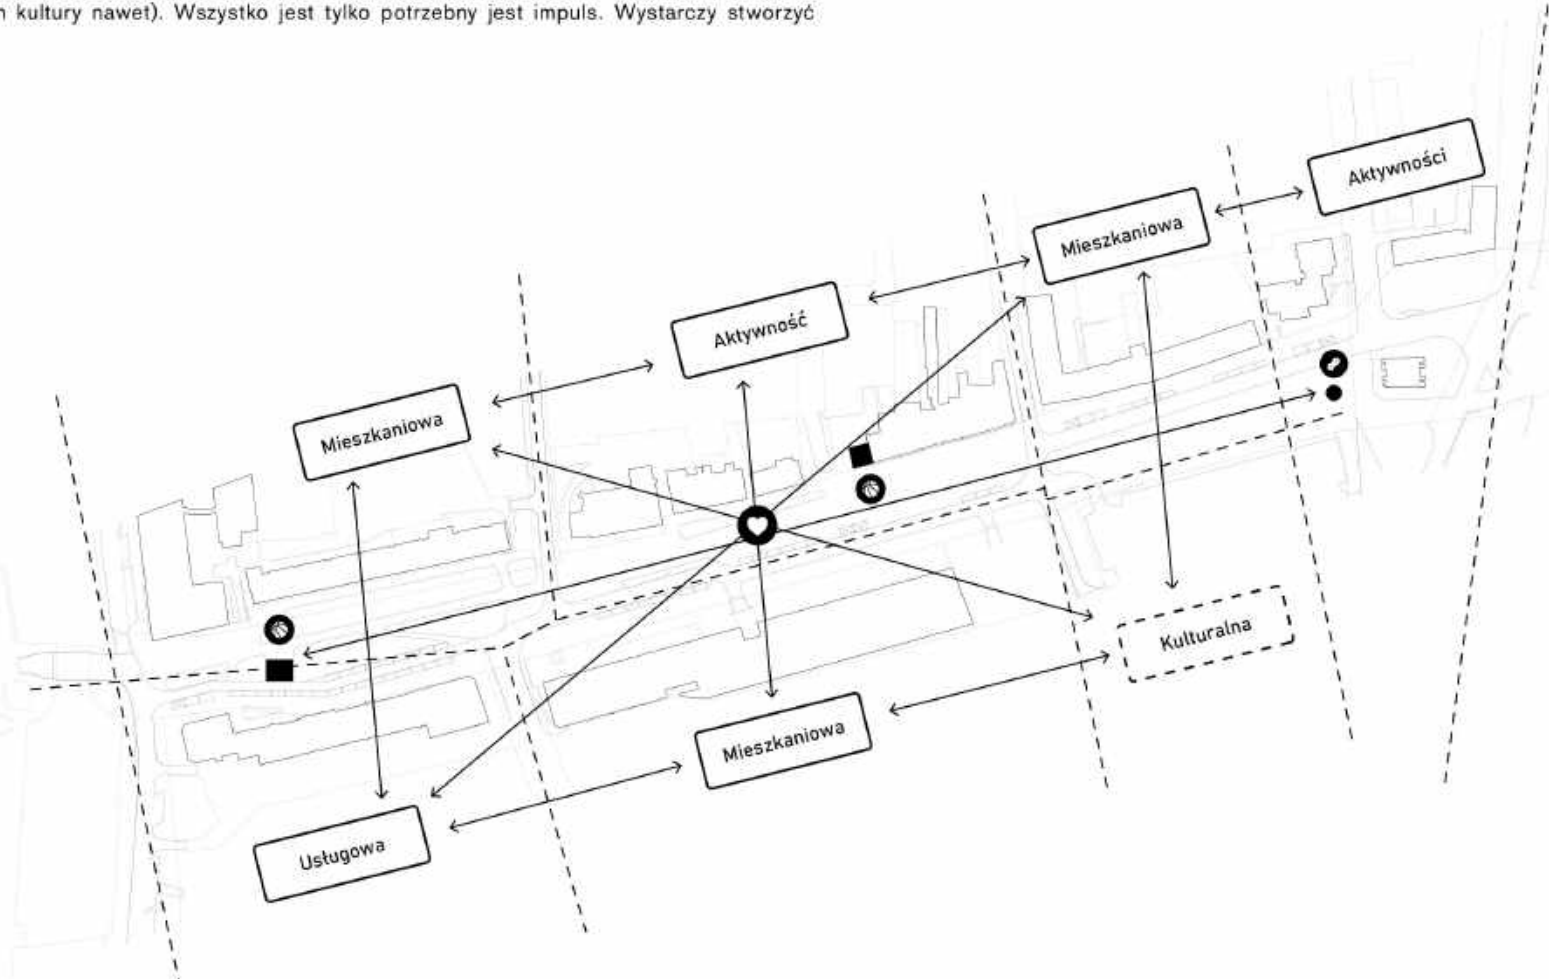 kultury nawet). Wszystko jest tylko potrzebny jest impuls. Wystarczy stworzyć
Aktywności
Mieszkaniowa
Aktywność
Mieszkaniowa
Kulturalna
Mieszkaniowa
Usługowa